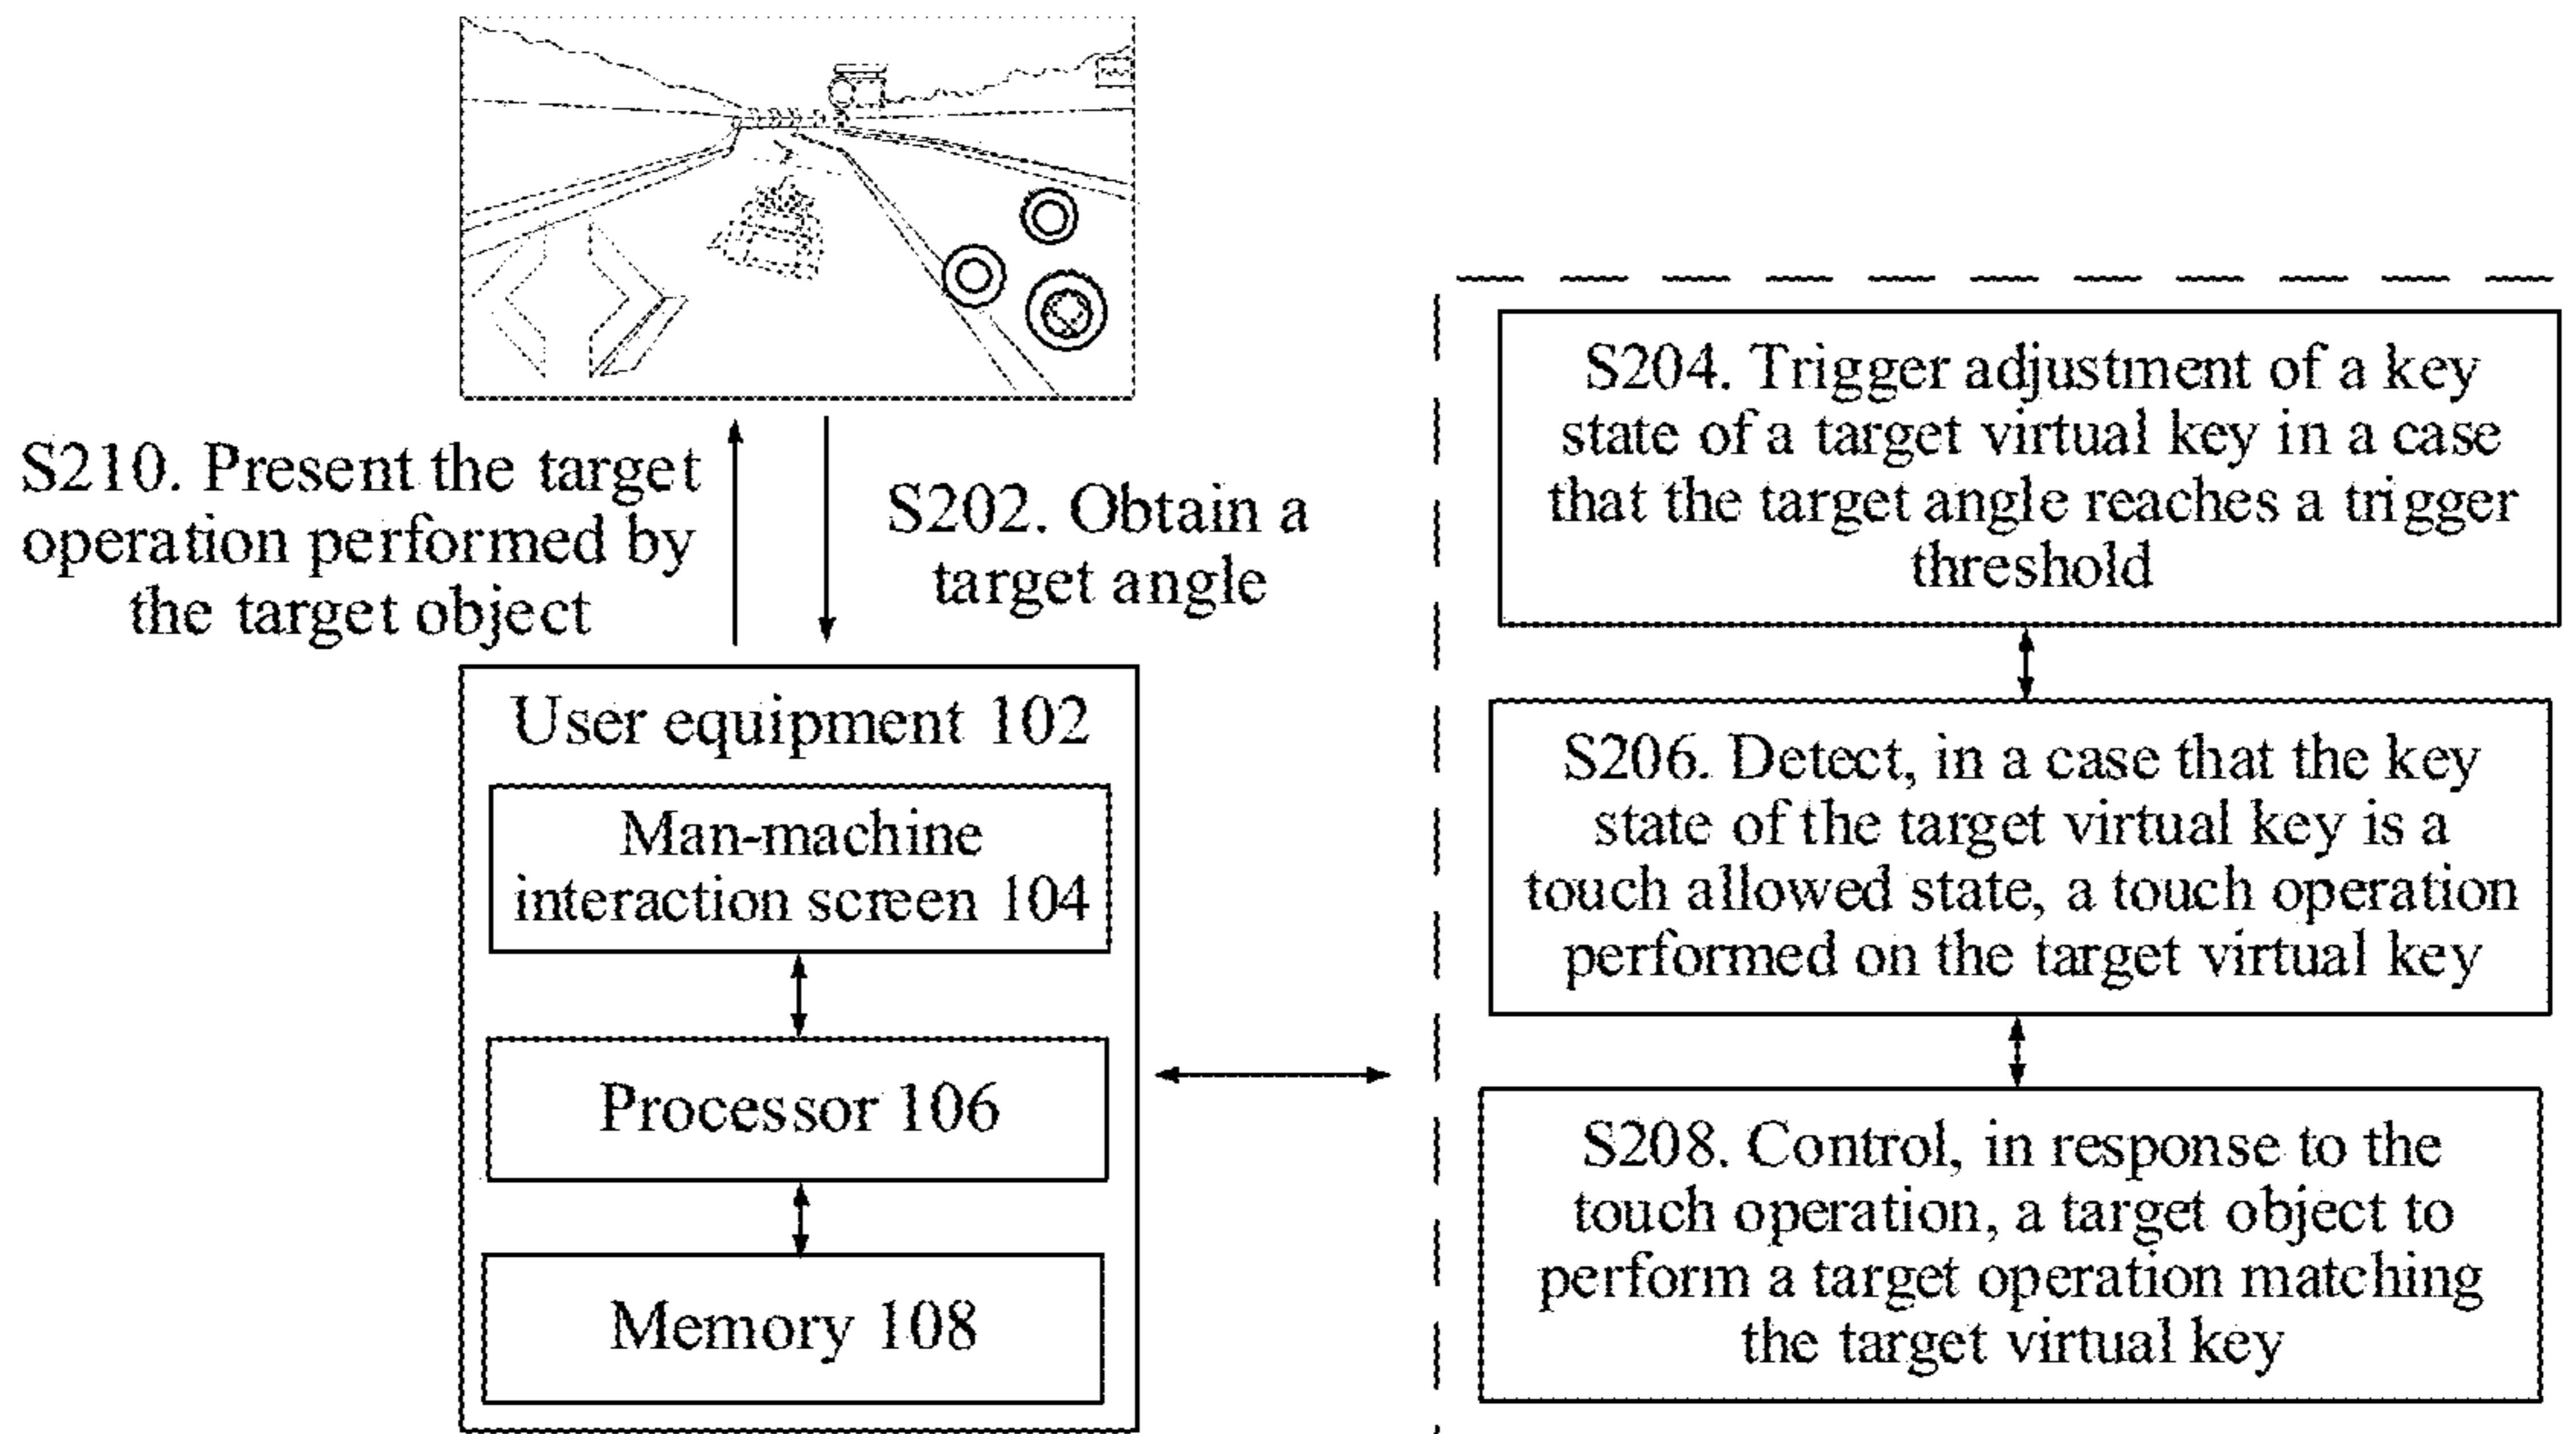 S210. Present the target
operation performed by
the target object
S202. Obtain a
target angle
User equipment 102
Man-machine
interaction screen 104
Processor 106
Memory 108
S204. Trigger adjustment of a key
state of a target virtual key in a case
that the target angle reaches a trigger
threshold
S206. Detect, in a case that the key
state of the target virtual key is a
touch allowed state, a touch operation
performed on the target virtual key
S208. Control, in response to the
touch operation, a target object to
perform a target operation matching
the target virtual key